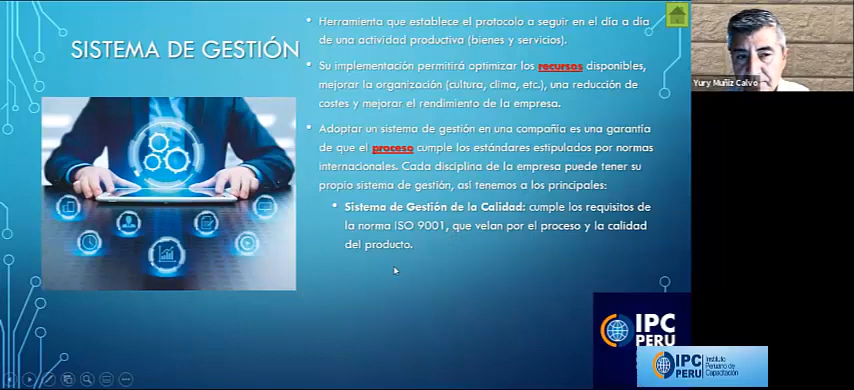 SISTEMA DE GESTIÓN
• Herramienta que establece el protocolo a seguir en el día a día
de una actividad productiva (bienes y servicios).
• Su implementación permitirá optimizar los recursos disponibles,
mejorar la organización (cultura, clima, etc.), una reducción de
costes y mejorar el rendimiento de la empresa.
• Adoptar un sistema de gestión en una compañía es una garantía
de que el proceso cumple los estándares estipulados por normas
internacionales. Cada disciplina de la empresa puede tener su
propio sistema de gestión, así tenemos a los principales:
• Sistema de Gestión de la Calidad: cumple los requisitos de
la norma ISO 9001, que velan por el proceso y la calidad
del producto.
Yury Muñiz Calvo
IPC
PERU
IPC
PERU
Instituto
Peruano de
Capacitación